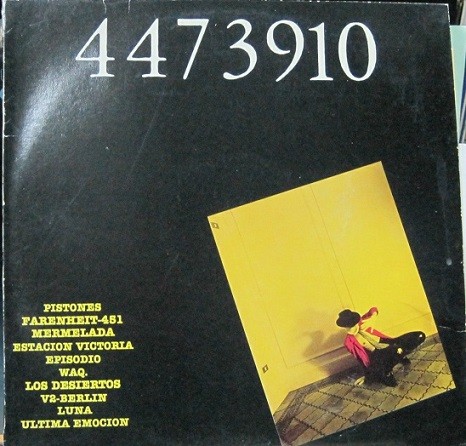 4473910
PISTONES
FARENHEIT-451
MERMELADA
ESTACION VICTORIA
EPISODIO
WAQ.
LOS DESIERTOS
V2-BERLIN
LUNA
ULTIMA EMOCION